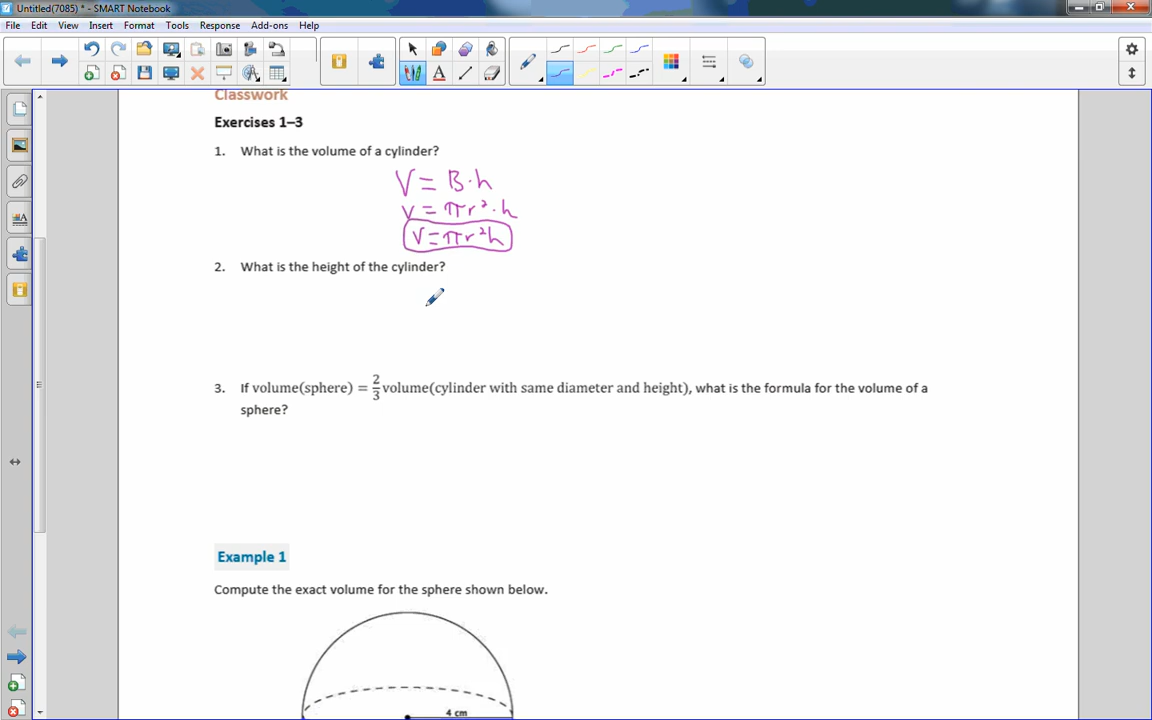 Untitled(7085) * - SMART Notebook
File Edit View Insert Format Tools Response Add-ons Help
Classwork
Exercises 1–3
1. What is the volume of a cylinder?
V = B·h
V = πr²·h
V = πr²h
2. What is the height of the cylinder?
3. If volume(sphere) = 2/3 volume(cylinder with same diameter and height), what is the formula for the volume of a
sphere?
Example 1
Compute the exact volume for the sphere shown below.
4 cm